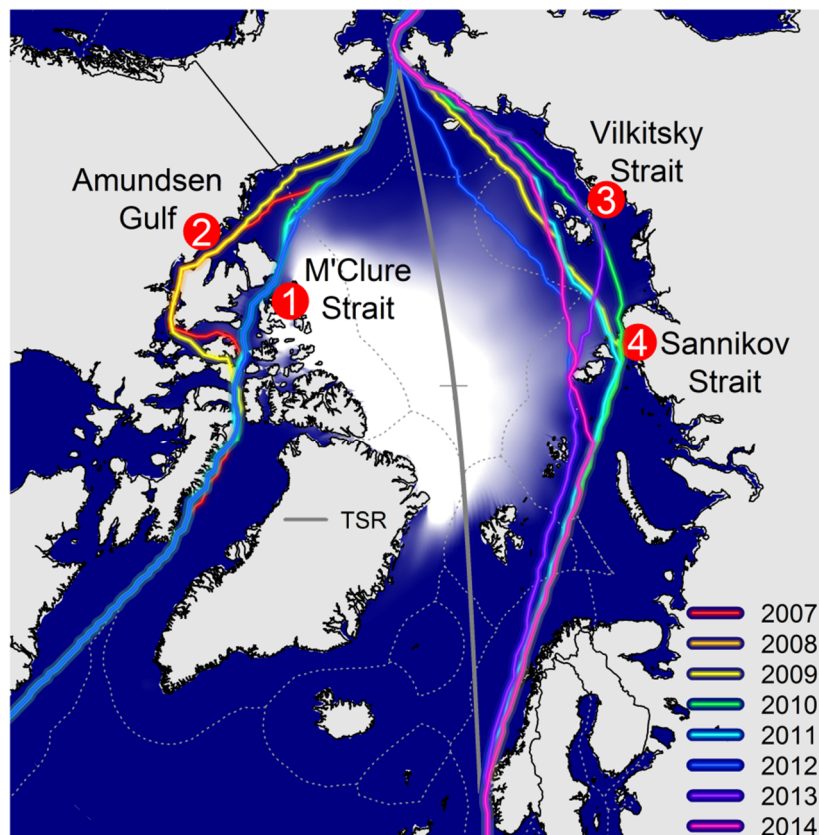 Vilkitsky
Strait
3
Amundsen
Gulf
2
M'Clure
Strait
1
4
Sannikov
Strait
TSR
2007
2008
2009
2010
2011
2012
2013
2014